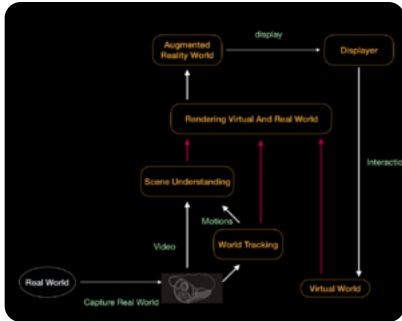 Augmented
Reality World
display
Displayer
Rendering Virtual And Real World
Interactio
Scene Understanding
Motions
Video
World Tracking
Real World
Capture Real World
Virtual World